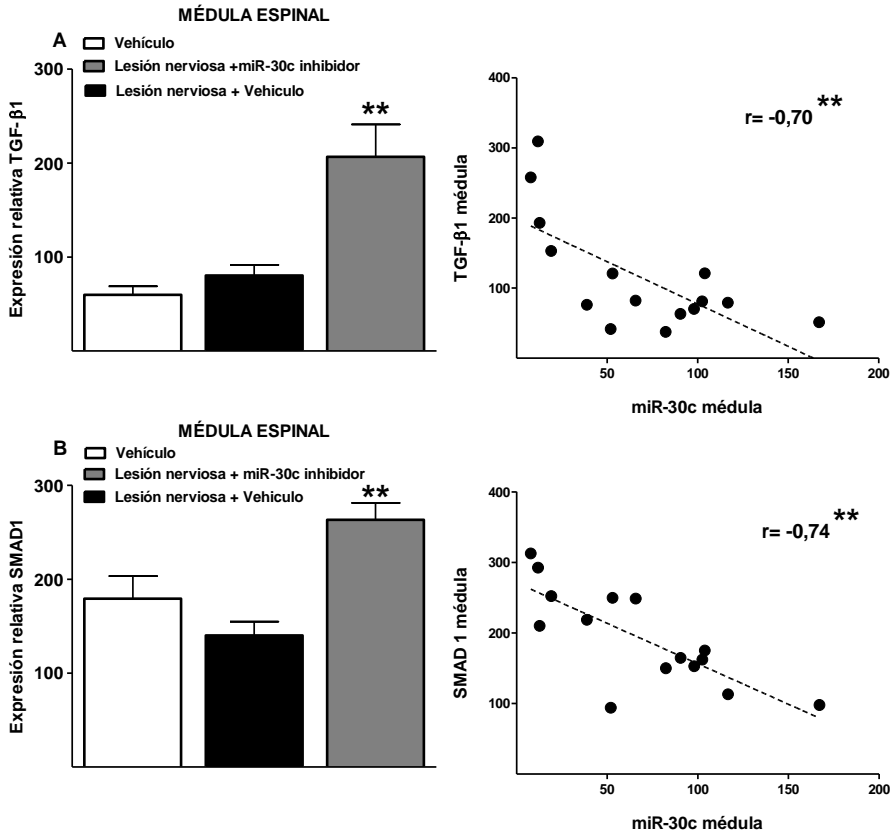 MÉDULA ESPINAL
A
Vehículo
Lesión nerviosa +miR-30c inhibidor
Lesión nerviosa + Vehiculo
Expresión relativa TGF-β1
300
200
100
**
TGF-β1 médula
400
300
200
100
r= -0,70 **
50
100
150
200
miR-30c médula
MÉDULA ESPINAL
B
Vehículo
Lesión nerviosa + miR-30c inhibidor
Lesión nerviosa + Vehiculo
Expresión relativa SMAD1
300
200
100
**
SMAD 1 médula
400
300
200
100
r= -0,74 **
50
100
150
200
miR-30c médula